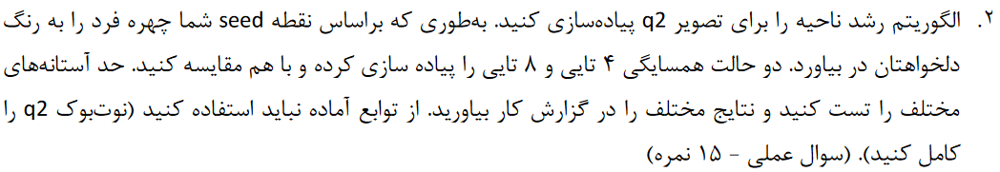 ۲. الگوریتم رشد ناحیه را برای تصویر q2 پیاده‌سازی کنید. به‌طوری که براساس نقطه seed شما چهره فرد را به رنگ
دلخواهتان در بیاورد. دو حالت همسایگی ۴ تایی و ۸ تایی را پیاده سازی کرده و با هم مقایسه کنید. حد آستانه‌های
مختلف را تست کنید و نتایج مختلف را در گزارش کار بیاورید. از توابع آماده نباید استفاده کنید (نوت‌بوک q2 را
کامل کنید). (سوال عملی - ۱۵ نمره)